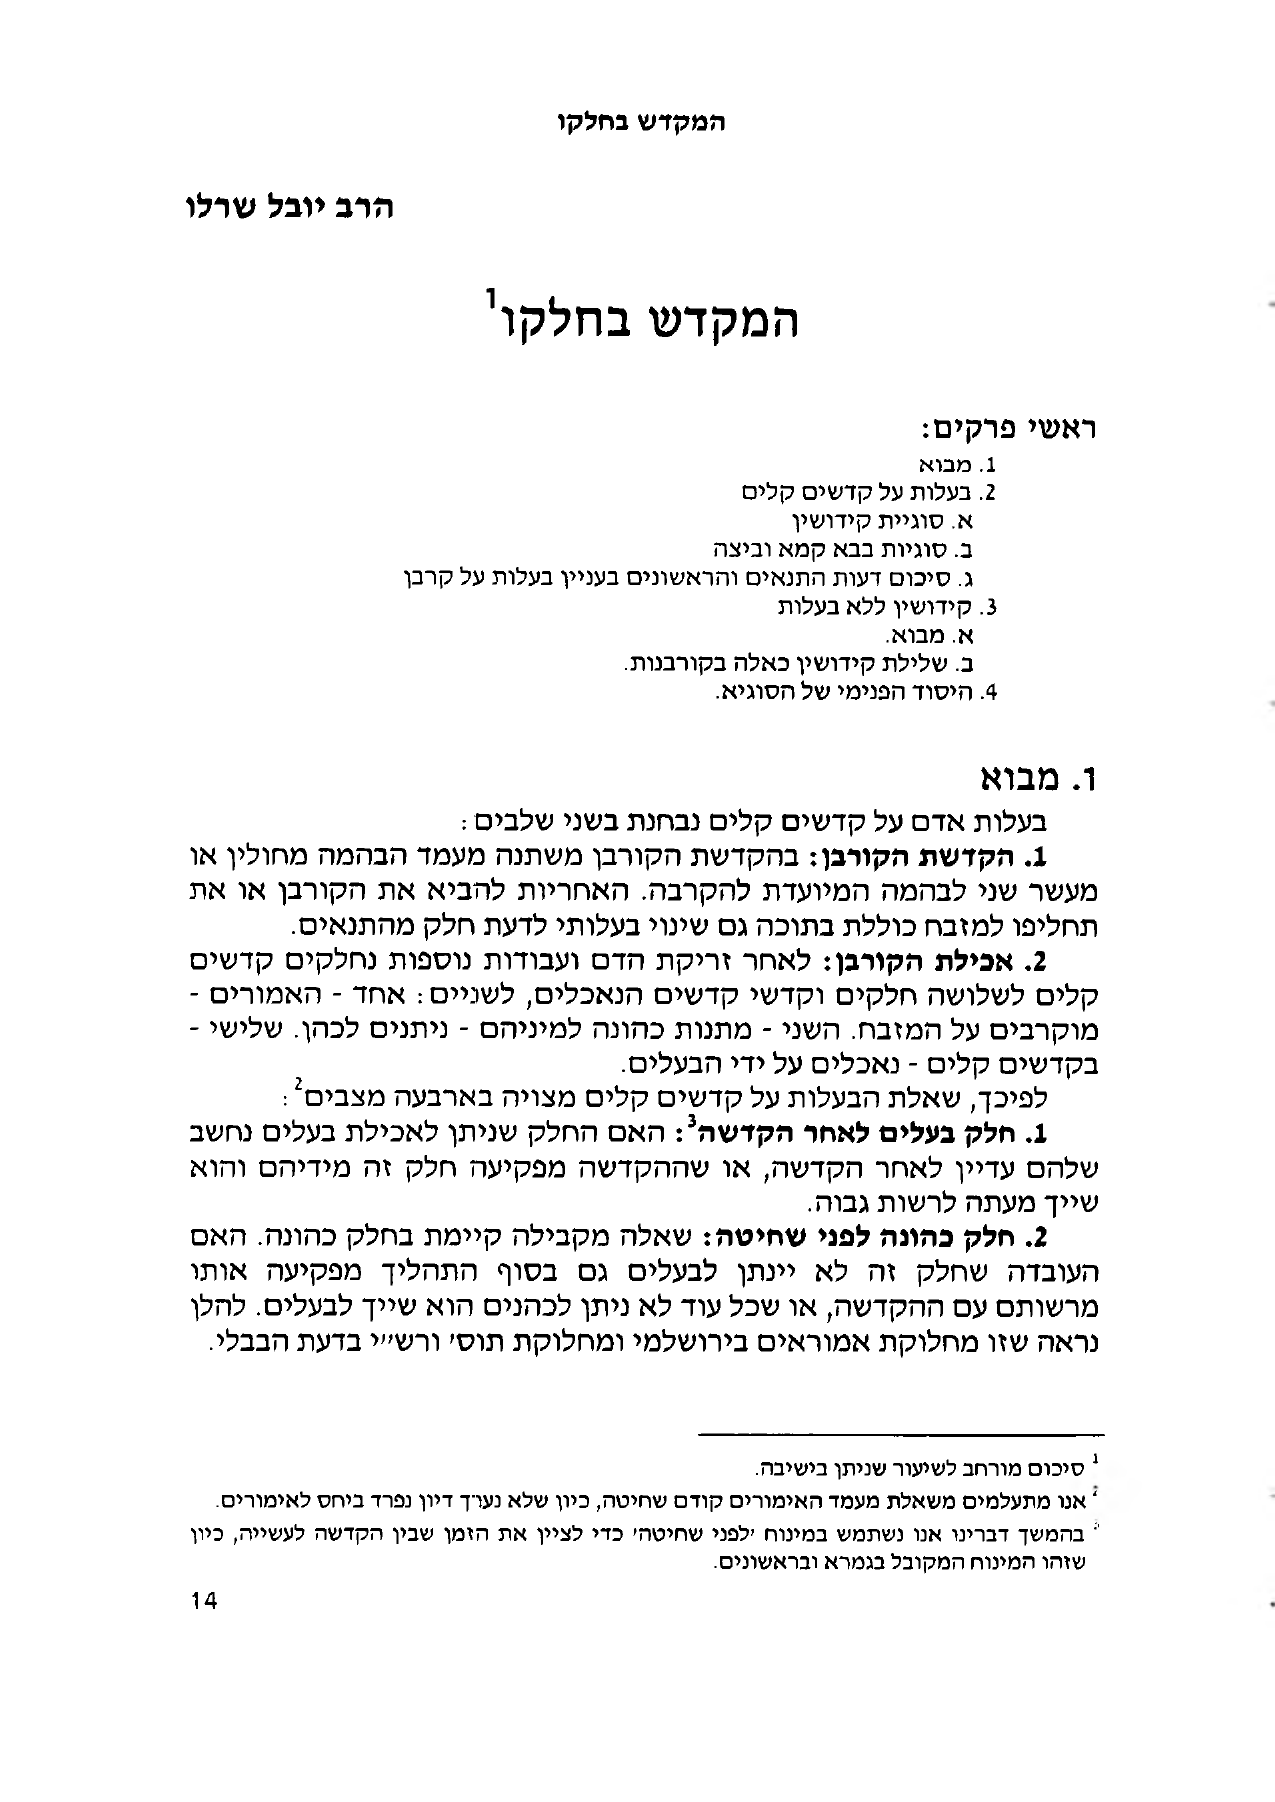 המקדש בחלקו
הרב יובל שרלו
המקדש בחלקו1
ראשי פרקים:
1. מבוא
2. בעלות על קדשים קלים
א. סוגיית קידושין
ב. סוגיות בבא קמא וביצה
ג. סיכום דעות התנאים והראשונים בעניין בעלות על קרבן
3. קידושין ללא בעלות
א. מבוא.
ב. שלילת קידושין כאלה בקורבנות.
4. היסוד הפנימי של הסוגיא.
ו. מבוא
בעלות אדם על קדשים קלים נבחנת בשני שלבים:
1. הקדשת הקורבן: בהקדשת הקורבן משתנה מעמד הבהמה מחולין או
מעשר שני לבהמה המיועדת להקרבה. האחריות להביא את הקורבן או את
תחליפו למזבח כוללת בתוכה גם שינוי בעלותי לדעת חלק מהתנאים.
2. אכילת הקורבן: לאחר זריקת הדם ועבודות נוספות נחלקים קדשים
קלים לשלושה חלקים וקדשי קדשים הנאכלים, לשניים: אחד - האמורים -
מוקרבים על המזבח. השני - מתנות כהונה למיניהם - ניתנים לכהן. שלישי -
בקדשים קלים - נאכלים על ידי הבעלים.
לפיכך, שאלת הבעלות על קדשים קלים מצויה בארבעה מצבים2:
1. חלק בעלים לאחר הקדשה3: האם החלק שניתן לאכילת בעלים נחשב
שלהם עדיין לאחר הקדשה, או שההקדשה מפקיעה חלק זה מידיהם והוא
שייך מעתה לרשות גבוה.
2. חלק כהונה לפני שחיטה: שאלה מקבילה קיימת בחלק כהונה. האם
העובדה שחלק זה לא יינתן לבעלים גם בסוף התהליך מפקיעה אותו
מרשותם עם ההקדשה, או שכל עוד לא ניתן לכהנים הוא שייך לבעלים. להלן
נראה שזו מחלוקת אמוראים בירושלמי ומחלוקת תוס' ורש״י בדעת הבבלי.
1 סיכום מורחב לשיעור שניתן בישיבה.
2 אנו מתעלמים משאלת מעמד האימורים קודם שחיטה, כיון שלא נערך דיון נפרד ביחס לאימורים.
3 בהמשך דברינו אנו נשתמש במינוח 'לפני שחיטה' כדי לציין את הזמן שבין הקדשה לעשייה, כיון
שזהו המינוח המקובל בגמרא ובראשונים.
14